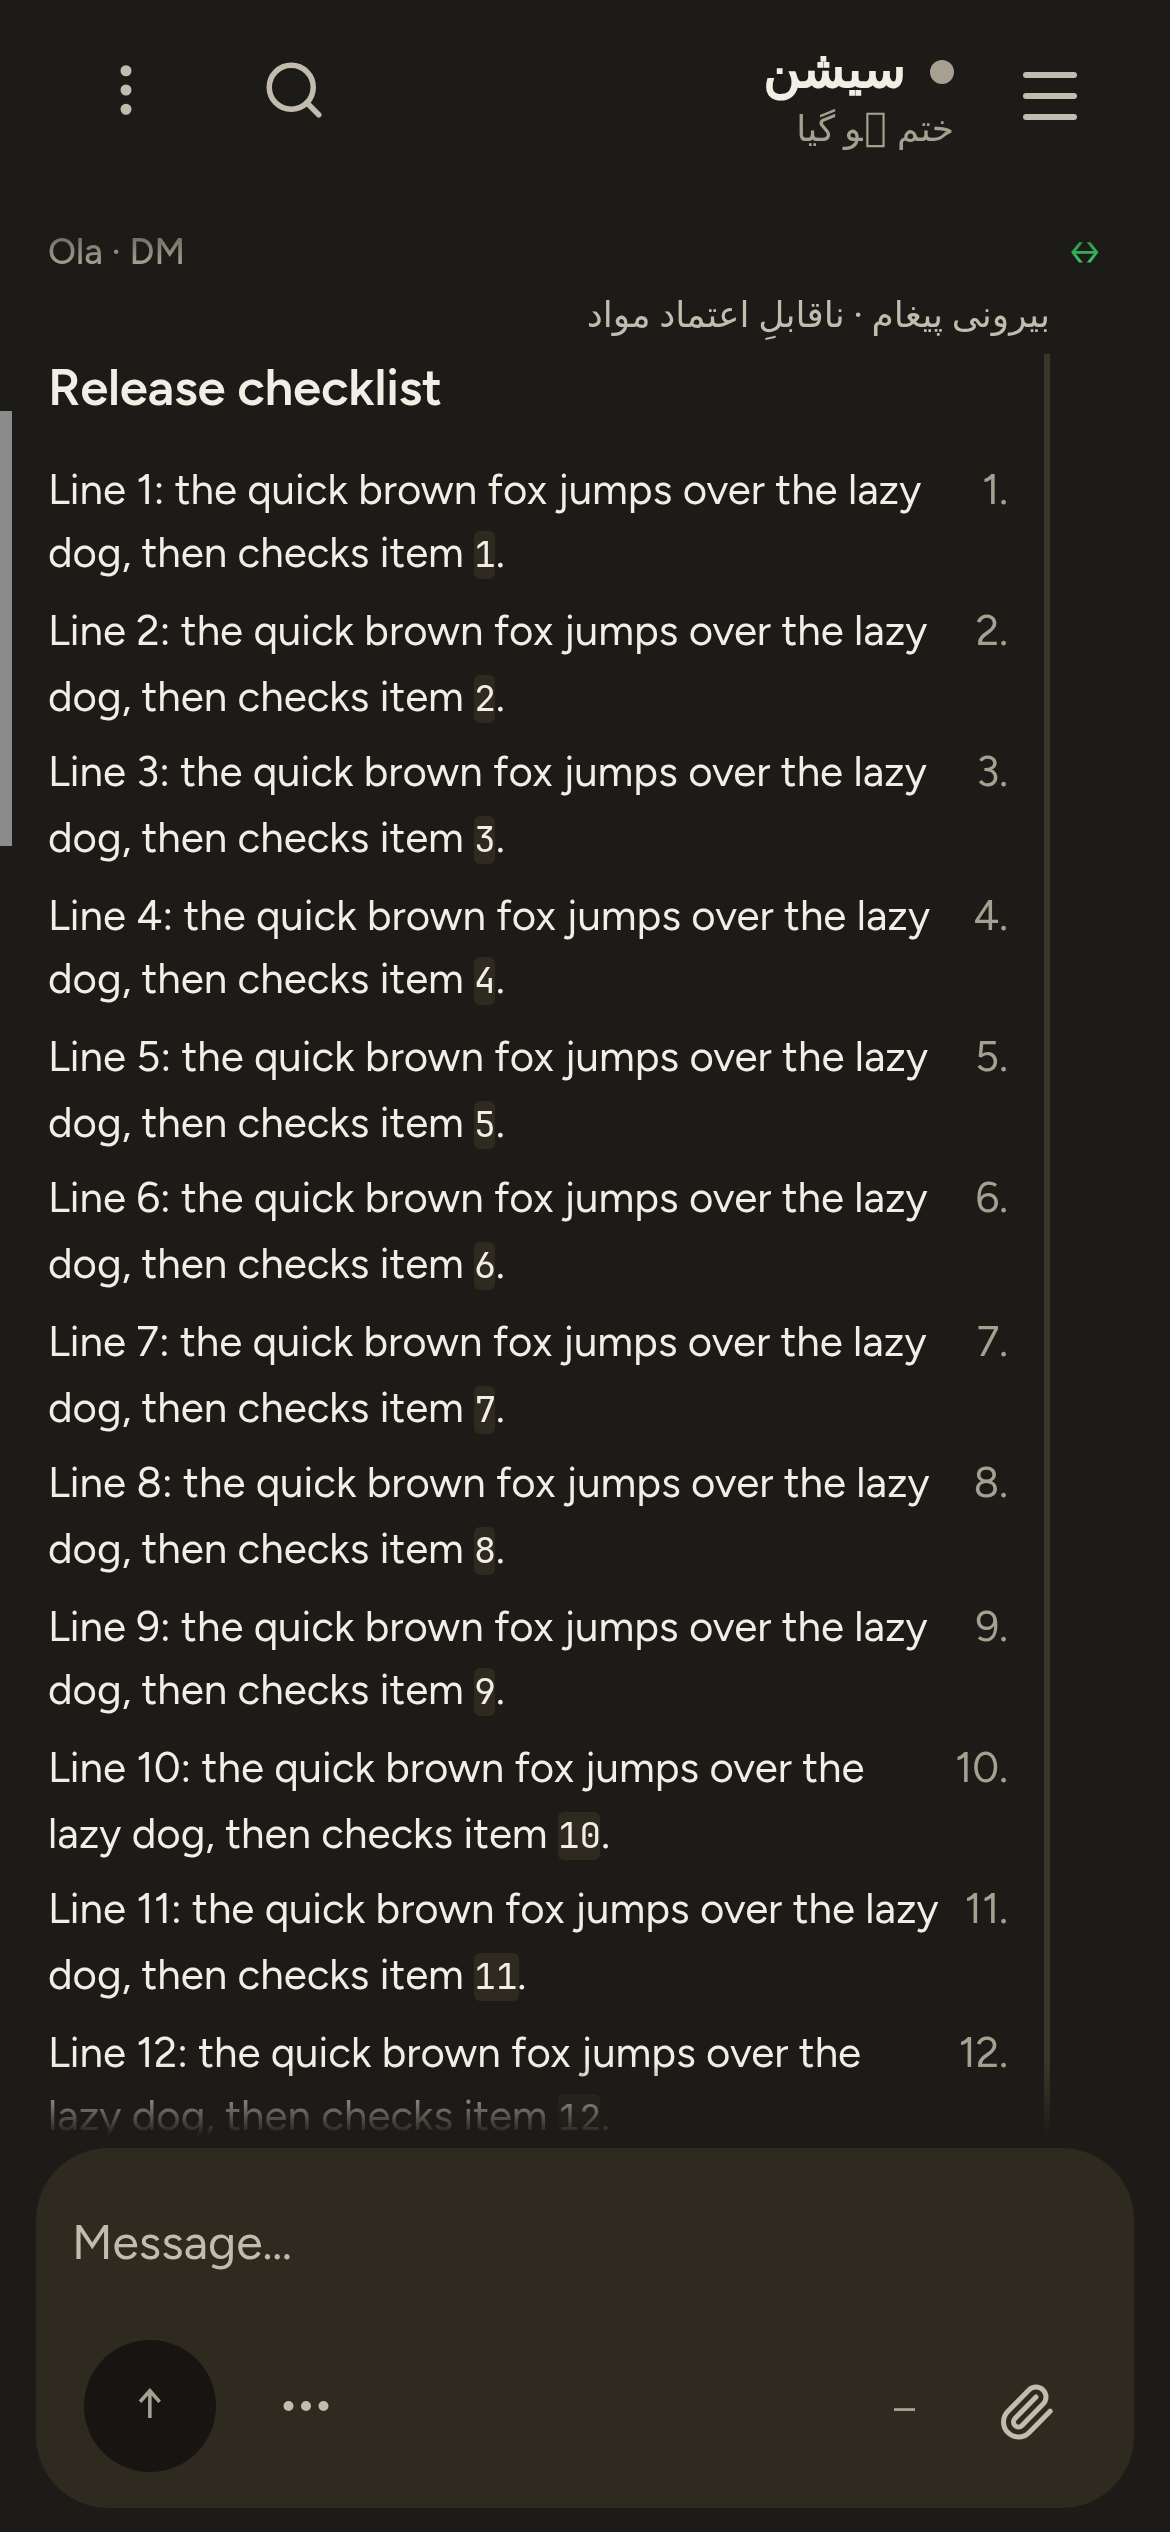 سیشن
ختم و گیا
Ola · DM
بیرونی پیغام · ناقابلِ اعتماد مواد
Release checklist
1. Line 1: the quick brown fox jumps over the lazy
dog, then checks item 1.
2. Line 2: the quick brown fox jumps over the lazy
dog, then checks item 2.
3. Line 3: the quick brown fox jumps over the lazy
dog, then checks item 3.
4. Line 4: the quick brown fox jumps over the lazy
dog, then checks item 4.
5. Line 5: the quick brown fox jumps over the lazy
dog, then checks item 5.
6. Line 6: the quick brown fox jumps over the lazy
dog, then checks item 6.
7. Line 7: the quick brown fox jumps over the lazy
dog, then checks item 7.
8. Line 8: the quick brown fox jumps over the lazy
dog, then checks item 8.
9. Line 9: the quick brown fox jumps over the lazy
dog, then checks item 9.
10. Line 10: the quick brown fox jumps over the
lazy dog, then checks item 10.
11. Line 11: the quick brown fox jumps over the lazy
dog, then checks item 11.
12. Line 12: the quick brown fox jumps over the
lazy dog, then checks item 12.
Message...
–